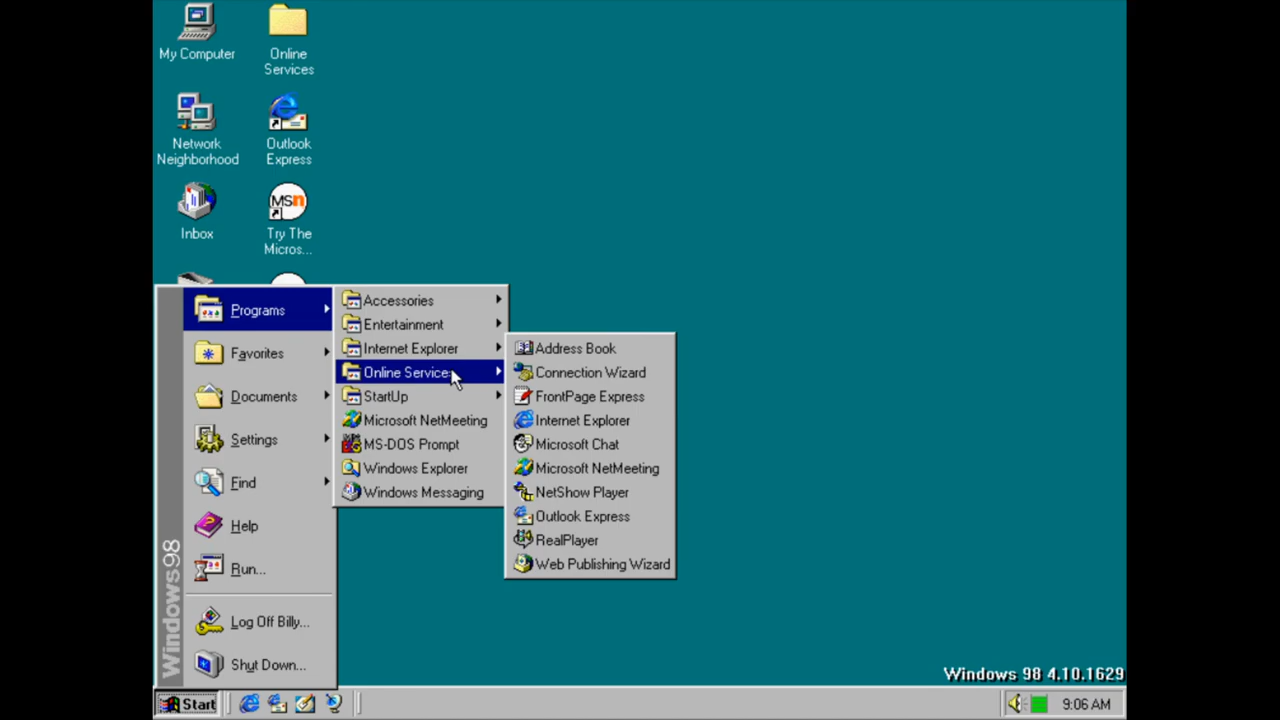 My Computer
Online
Services
Network
Neighborhood
Outlook
Express
Inbox
MSn
Try The
Micros...
Programs
Favorites
Documents
Settings
Find
Help
Run...
Log Off Billy...
Shut Down...
Windows98
Accessories
Entertainment
Internet Explorer
Online Service
StartUp
Microsoft NetMeeting
MS-DOS Prompt
Windows Explorer
Windows Messaging
Address Book
Connection Wizard
FrontPage Express
Internet Explorer
Microsoft Chat
Microsoft NetMeeting
NetShow Player
Outlook Express
RealPlayer
Web Publishing Wizard
Windows 98 4.10.1629
Start
9:06 AM